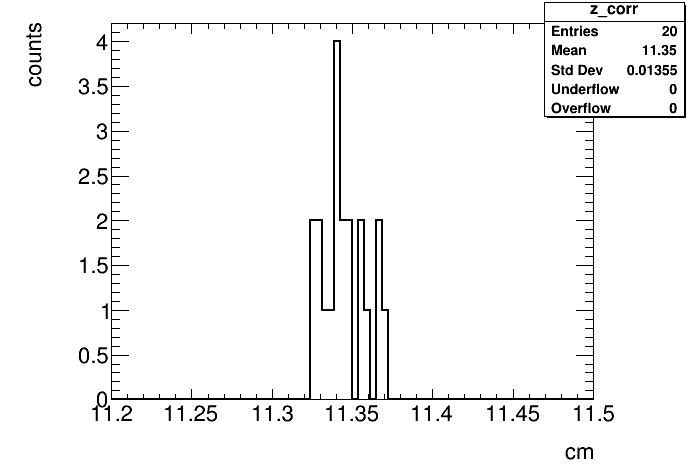 z_corr
Entries 20
Mean 11.35
Std Dev 0.01355
Underflow 0
Overflow 0
counts
4
3.5
3
2.5
2
1.5
1
0.5
0
11.2 11.25 11.3 11.35 11.4 11.45 11.5
cm